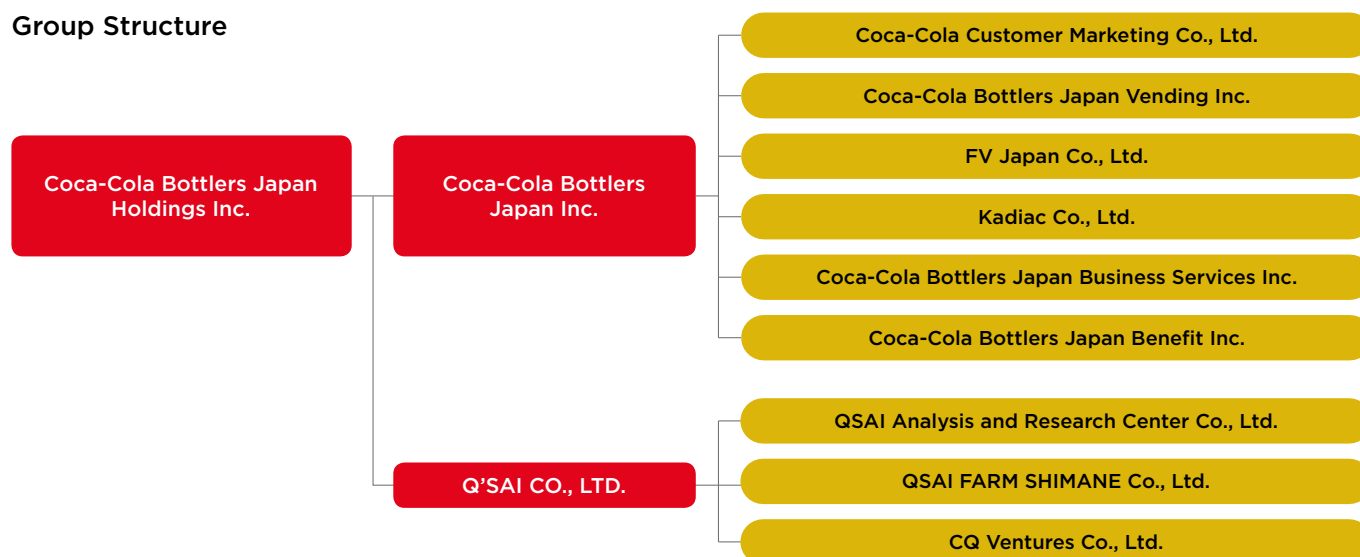 Group Structure
Coca-Cola Bottlers Japan
Holdings Inc.
Coca-Cola Bottlers
Japan Inc.
Coca-Cola Customer Marketing Co., Ltd.
Coca-Cola Bottlers Japan Vending Inc.
FV Japan Co., Ltd.
Kadiac Co., Ltd.
Coca-Cola Bottlers Japan Business Services Inc.
Coca-Cola Bottlers Japan Benefit Inc.
Q’SAI CO., LTD.
QSAI Analysis and Research Center Co., Ltd.
QSAI FARM SHIMANE Co., Ltd.
CQ Ventures Co., Ltd.